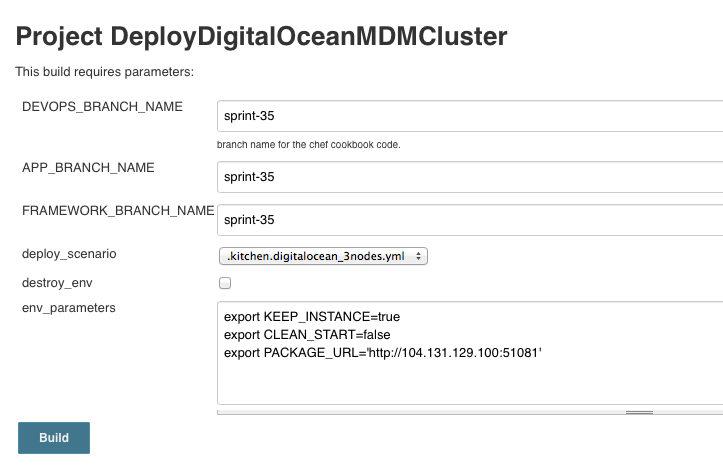 Project DeployDigitalOceanMDMCluster
This build requires parameters:
DEVOPS_BRANCH_NAME
sprint-35
branch name for the chef cookbook code.
APP_BRANCH_NAME
sprint-35
FRAMEWORK_BRANCH_NAME
sprint-35
deploy_scenario
.kitchen.digitalocean_3nodes.yml
destroy_env
env_parameters
export KEEP_INSTANCE=true
export CLEAN_START=false
export PACKAGE_URL='http://104.131.129.100:51081'
Build